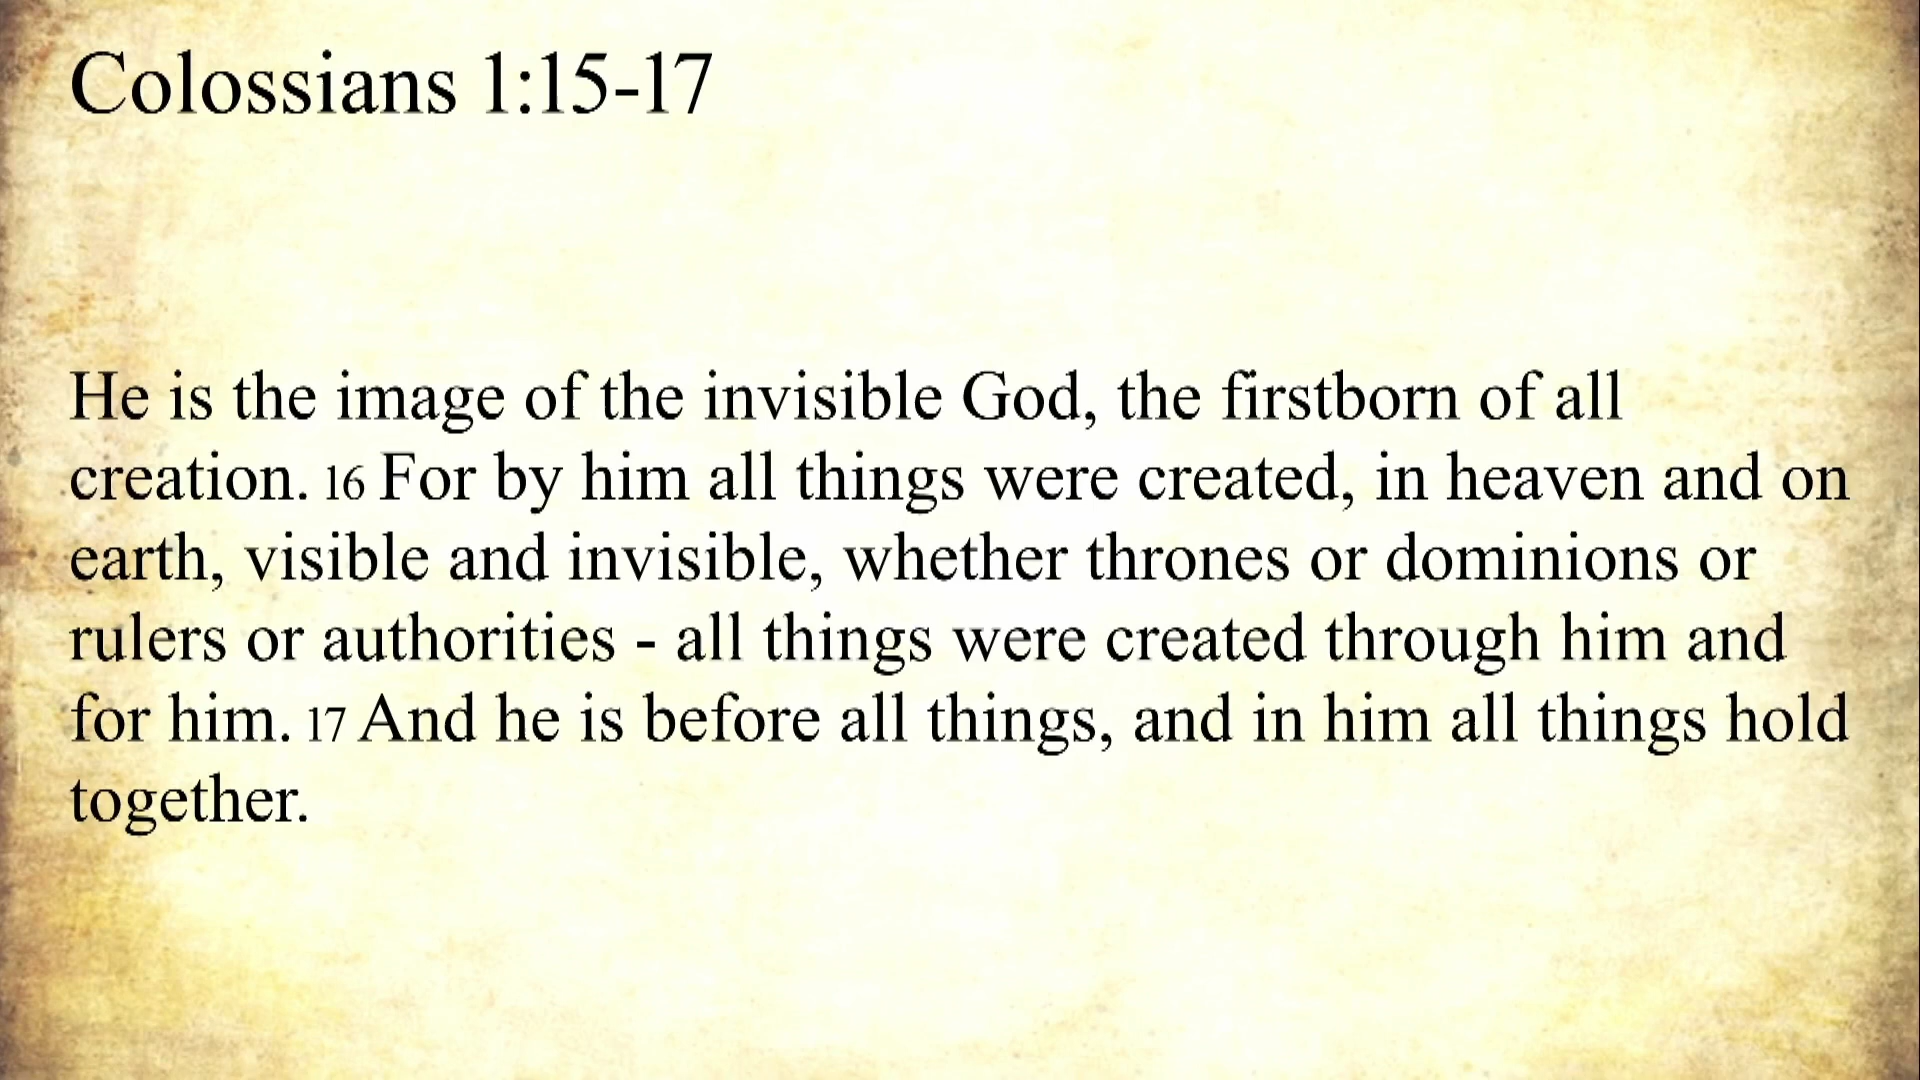 Colossians 1:15-17
He is the image of the invisible God, the firstborn of all
creation. 16 For by him all things were created, in heaven and on
earth, visible and invisible, whether thrones or dominions or
rulers or authorities - all things were created through him and
for him. 17 And he is before all things, and in him all things hold
together.